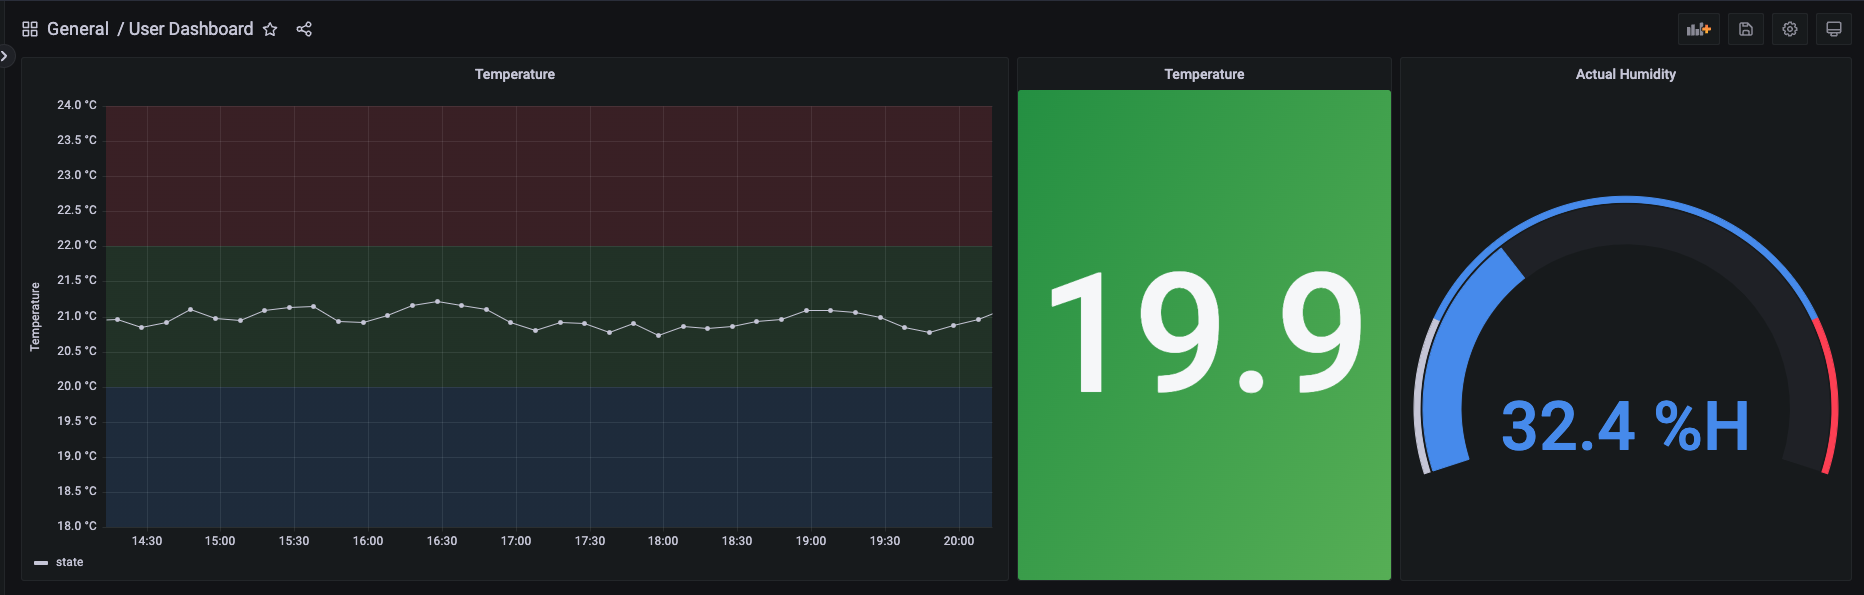 General / User Dashboard
Temperature
24.0 °C
23.5 °C
23.0 °C
22.5 °C
22.0 °C
21.5 °C
21.0 °C
20.5 °C
20.0 °C
19.5 °C
19.0 °C
18.5 °C
18.0 °C
Temperature
14:30 15:00 15:30 16:00 16:30 17:00 17:30 18:00 18:30 19:00 19:30 20:00
state
Temperature
19.9
Actual Humidity
32.4 %H